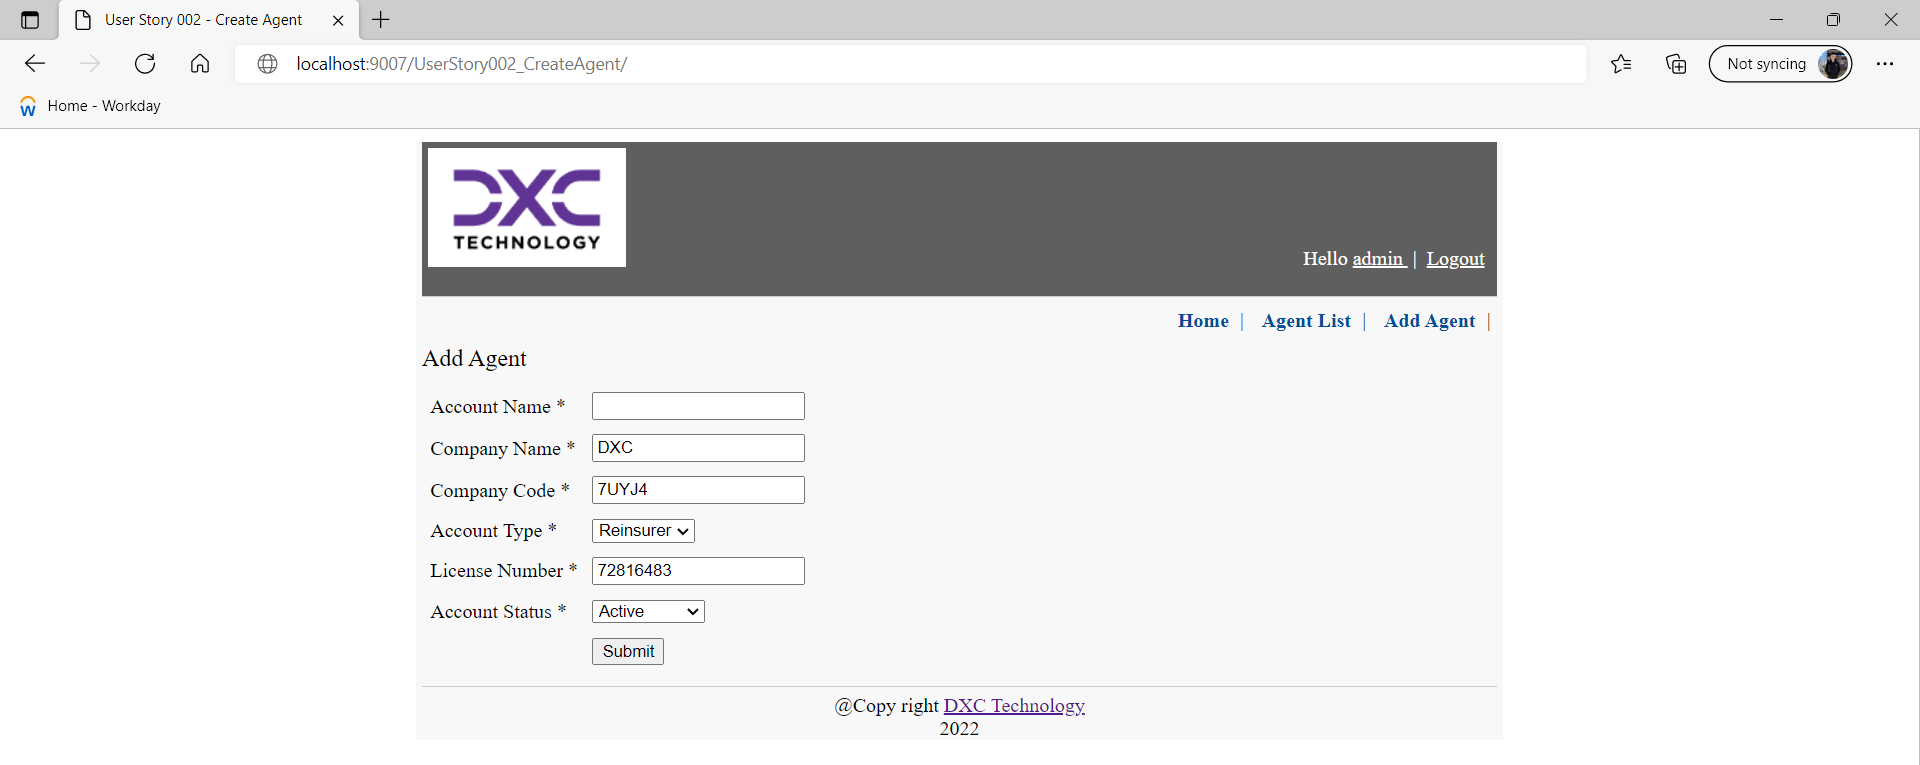 User Story 002 - Create Agent
localhost:9007/UserStory002_CreateAgent/
Not syncing
Home - Workday
DXC
TECHNOLOGY
Hello admin | Logout
Home | Agent List | Add Agent |
Add Agent
Account Name *
Company Name * DXC
Company Code * 7UYJ4
Account Type * Reinsurer
License Number * 72816483
Account Status * Active
Submit
@Copy right DXC Technology
2022